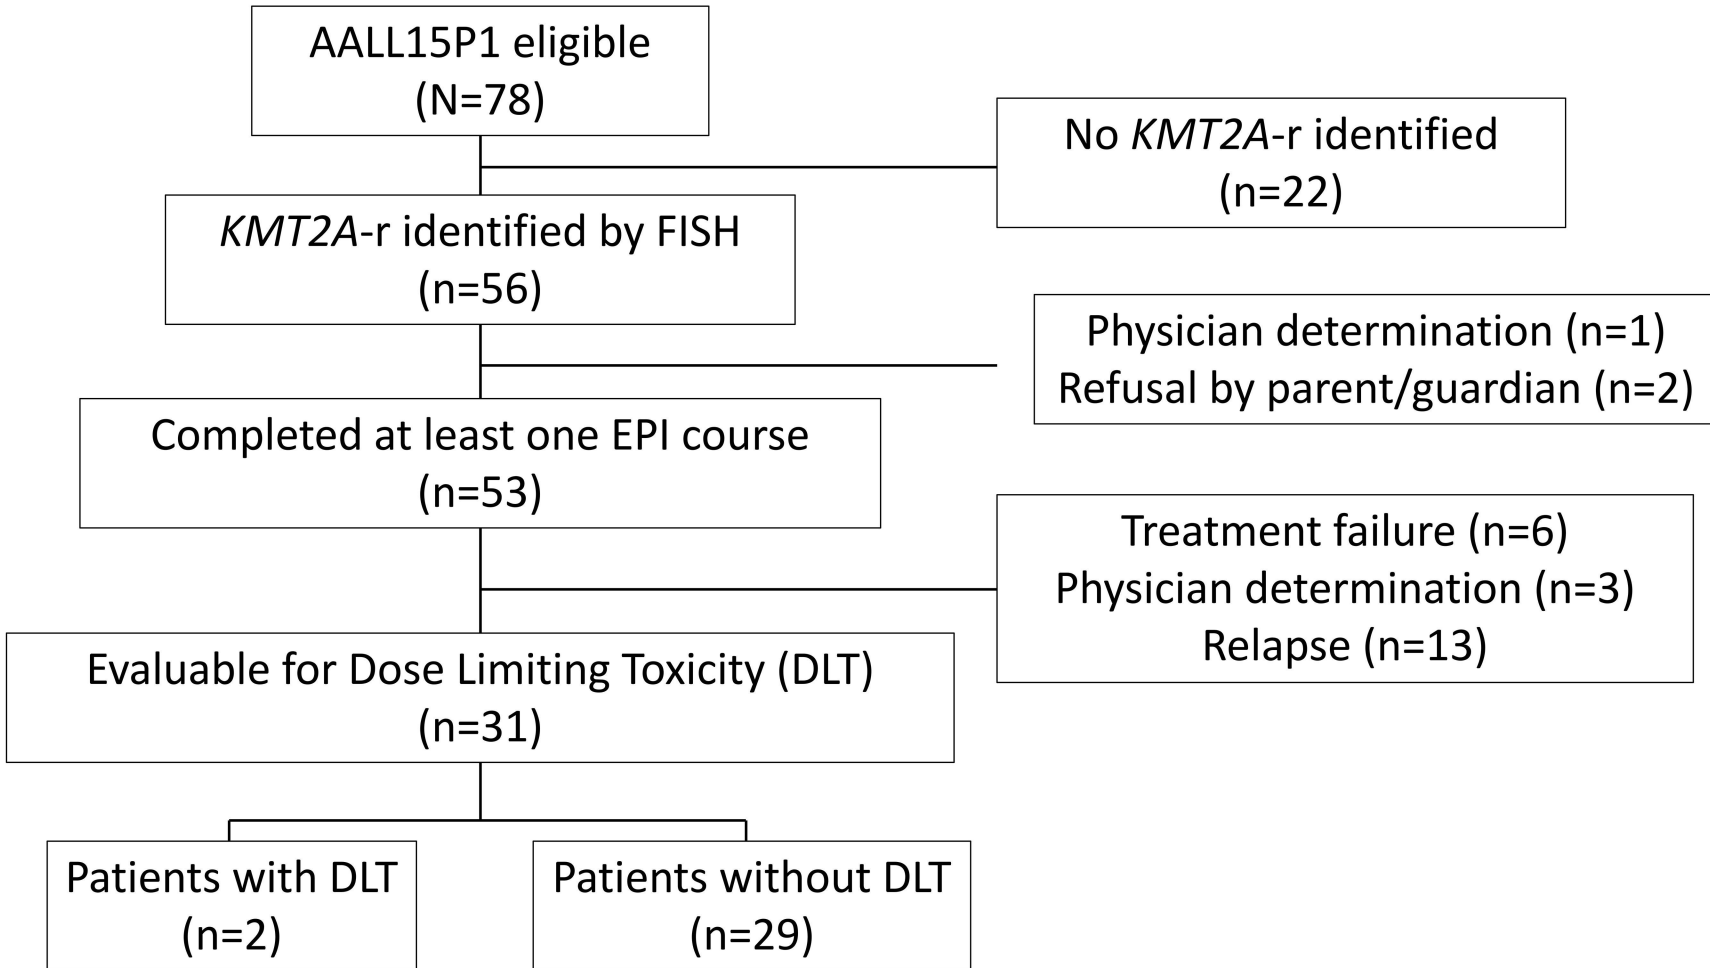 AALL15P1 eligible
(N=78)
No KMT2A-r identified
(n=22)
KMT2A-r identified by FISH
(n=56)
Physician determination (n=1)
Refusal by parent/guardian (n=2)
Completed at least one EPI course
(n=53)
Treatment failure (n=6)
Physician determination (n=3)
Relapse (n=13)
Evaluable for Dose Limiting Toxicity (DLT)
(n=31)
Patients with DLT
(n=2)
Patients without DLT
(n=29)